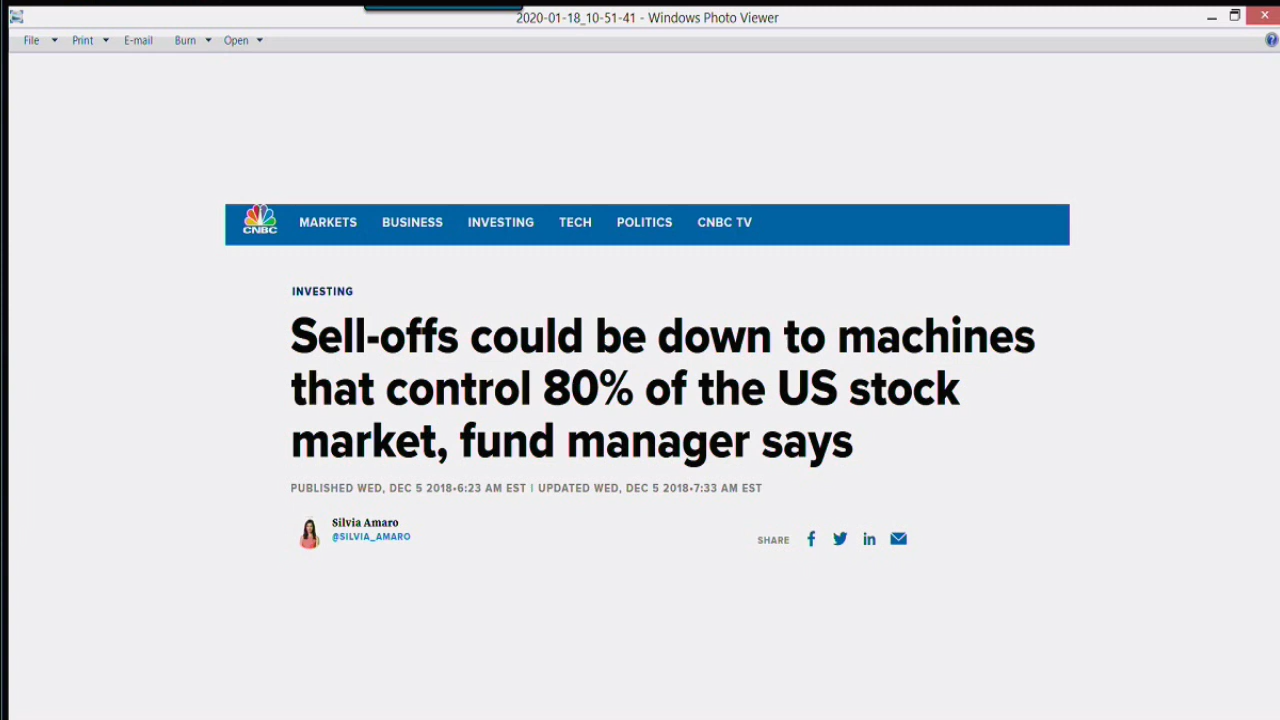 2020-01-18_10-51-41 - Windows Photo Viewer
File Print E-mail Burn Open
CNBC MARKETS BUSINESS INVESTING TECH POLITICS CNBC TV
INVESTING
Sell-offs could be down to machines
that control 80% of the US stock
market, fund manager says
PUBLISHED WED, DEC 5 2018•6:23 AM EST | UPDATED WED, DEC 5 2018•7:33 AM EST
Silvia Amaro
@SILVIA_AMARO
SHARE f in